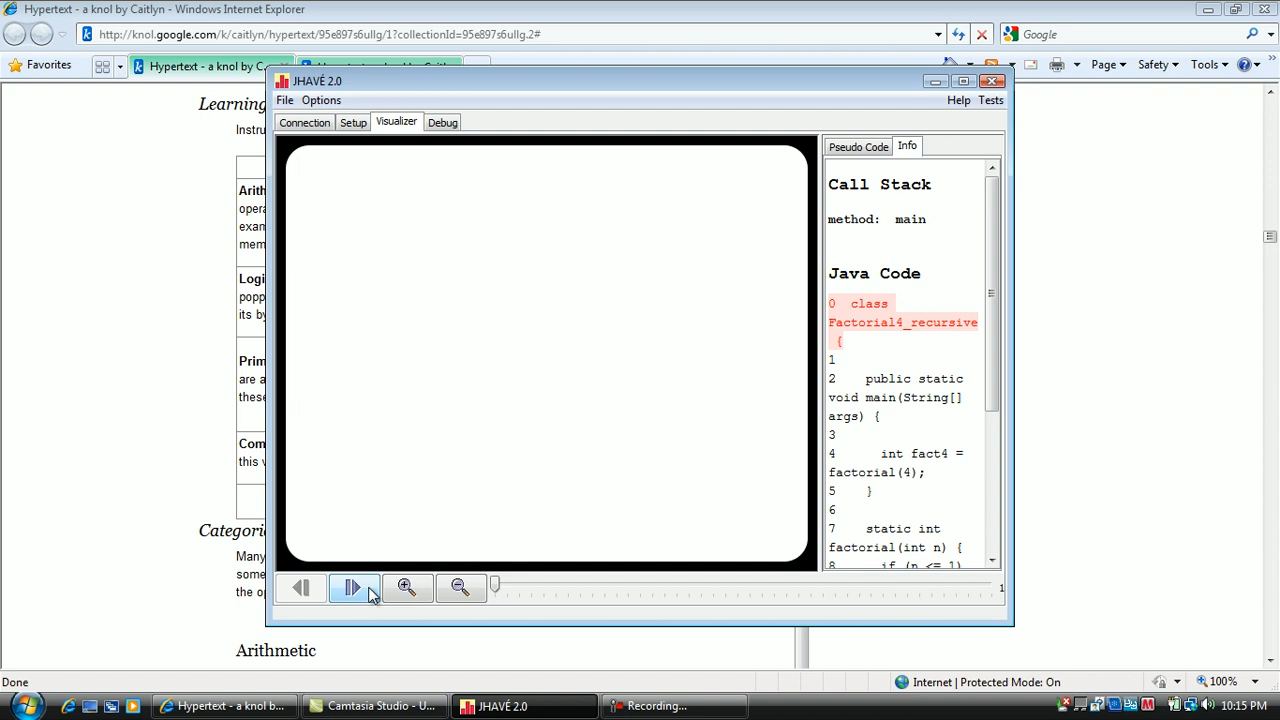 Hypertext - a knol by Caitlyn - Windows Internet Explorer
http://knol.google.com/k/caitlyn/hypertext/95e897s6ullg/1?collectionId=95e897s6ullg.2#
Google
Favorites
Hypertext - a knol by C...
Page
Safety
Tools
JHAVÉ 2.0
File Options
Help Tests
Connection Setup Visualizer Debug
Pseudo Code Info
Call Stack
method: main
Java Code
0 class
Factorial4_recursive
{
1
2 public static
void main(String[]
args) {
3
4 int fact4 =
factorial(4);
5 }
6
7 static int
factorial(int n) {
8 if (n <= 1)
1
Learning
Instru
Arith
opera
exam
mem
Logi
popp
its by
Prim
are a
these
Com
this v
Categori
Many
some
the op
Arithmetic
Done
Internet | Protected Mode: On
100%
Hypertext - a knol b...
Camtasia Studio - U...
JHAVÉ 2.0
Recording...
10:15 PM